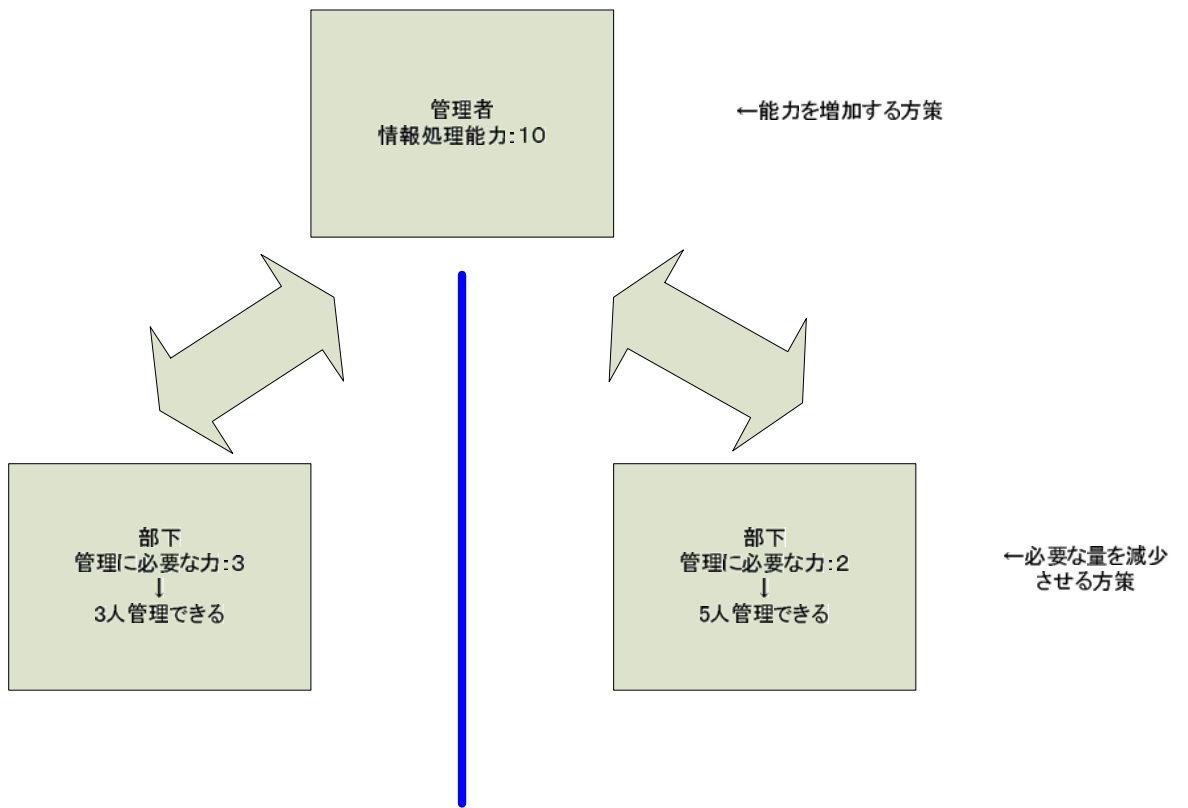 管理者
情報処理能力:10
←能力を増加する方策
部下
管理に必要な力:3
↓
3人管理できる
部下
管理に必要な力:2
↓
5人管理できる
←必要な量を減少
させる方策